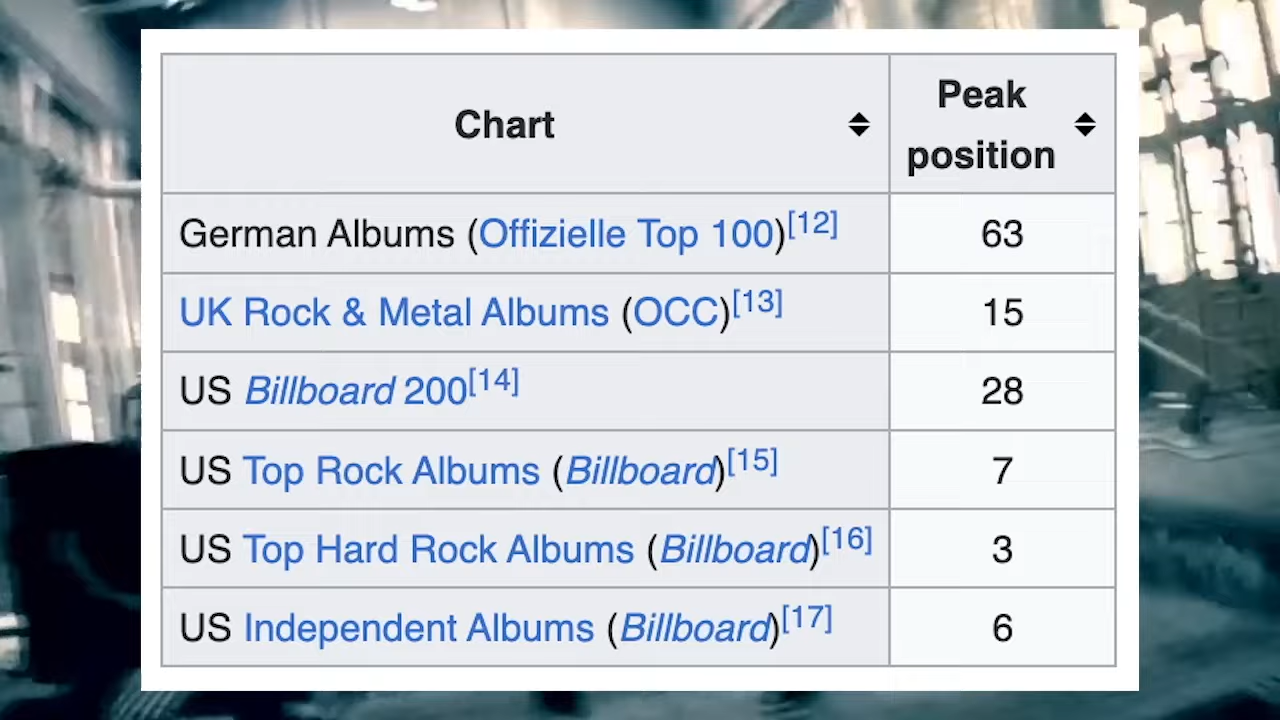 Chart
Peak
position
German Albums (Offizielle Top 100)[12] 63
UK Rock & Metal Albums (OCC)[13] 15
US Billboard 200[14] 28
US Top Rock Albums (Billboard)[15] 7
US Top Hard Rock Albums (Billboard)[16] 3
US Independent Albums (Billboard)[17] 6